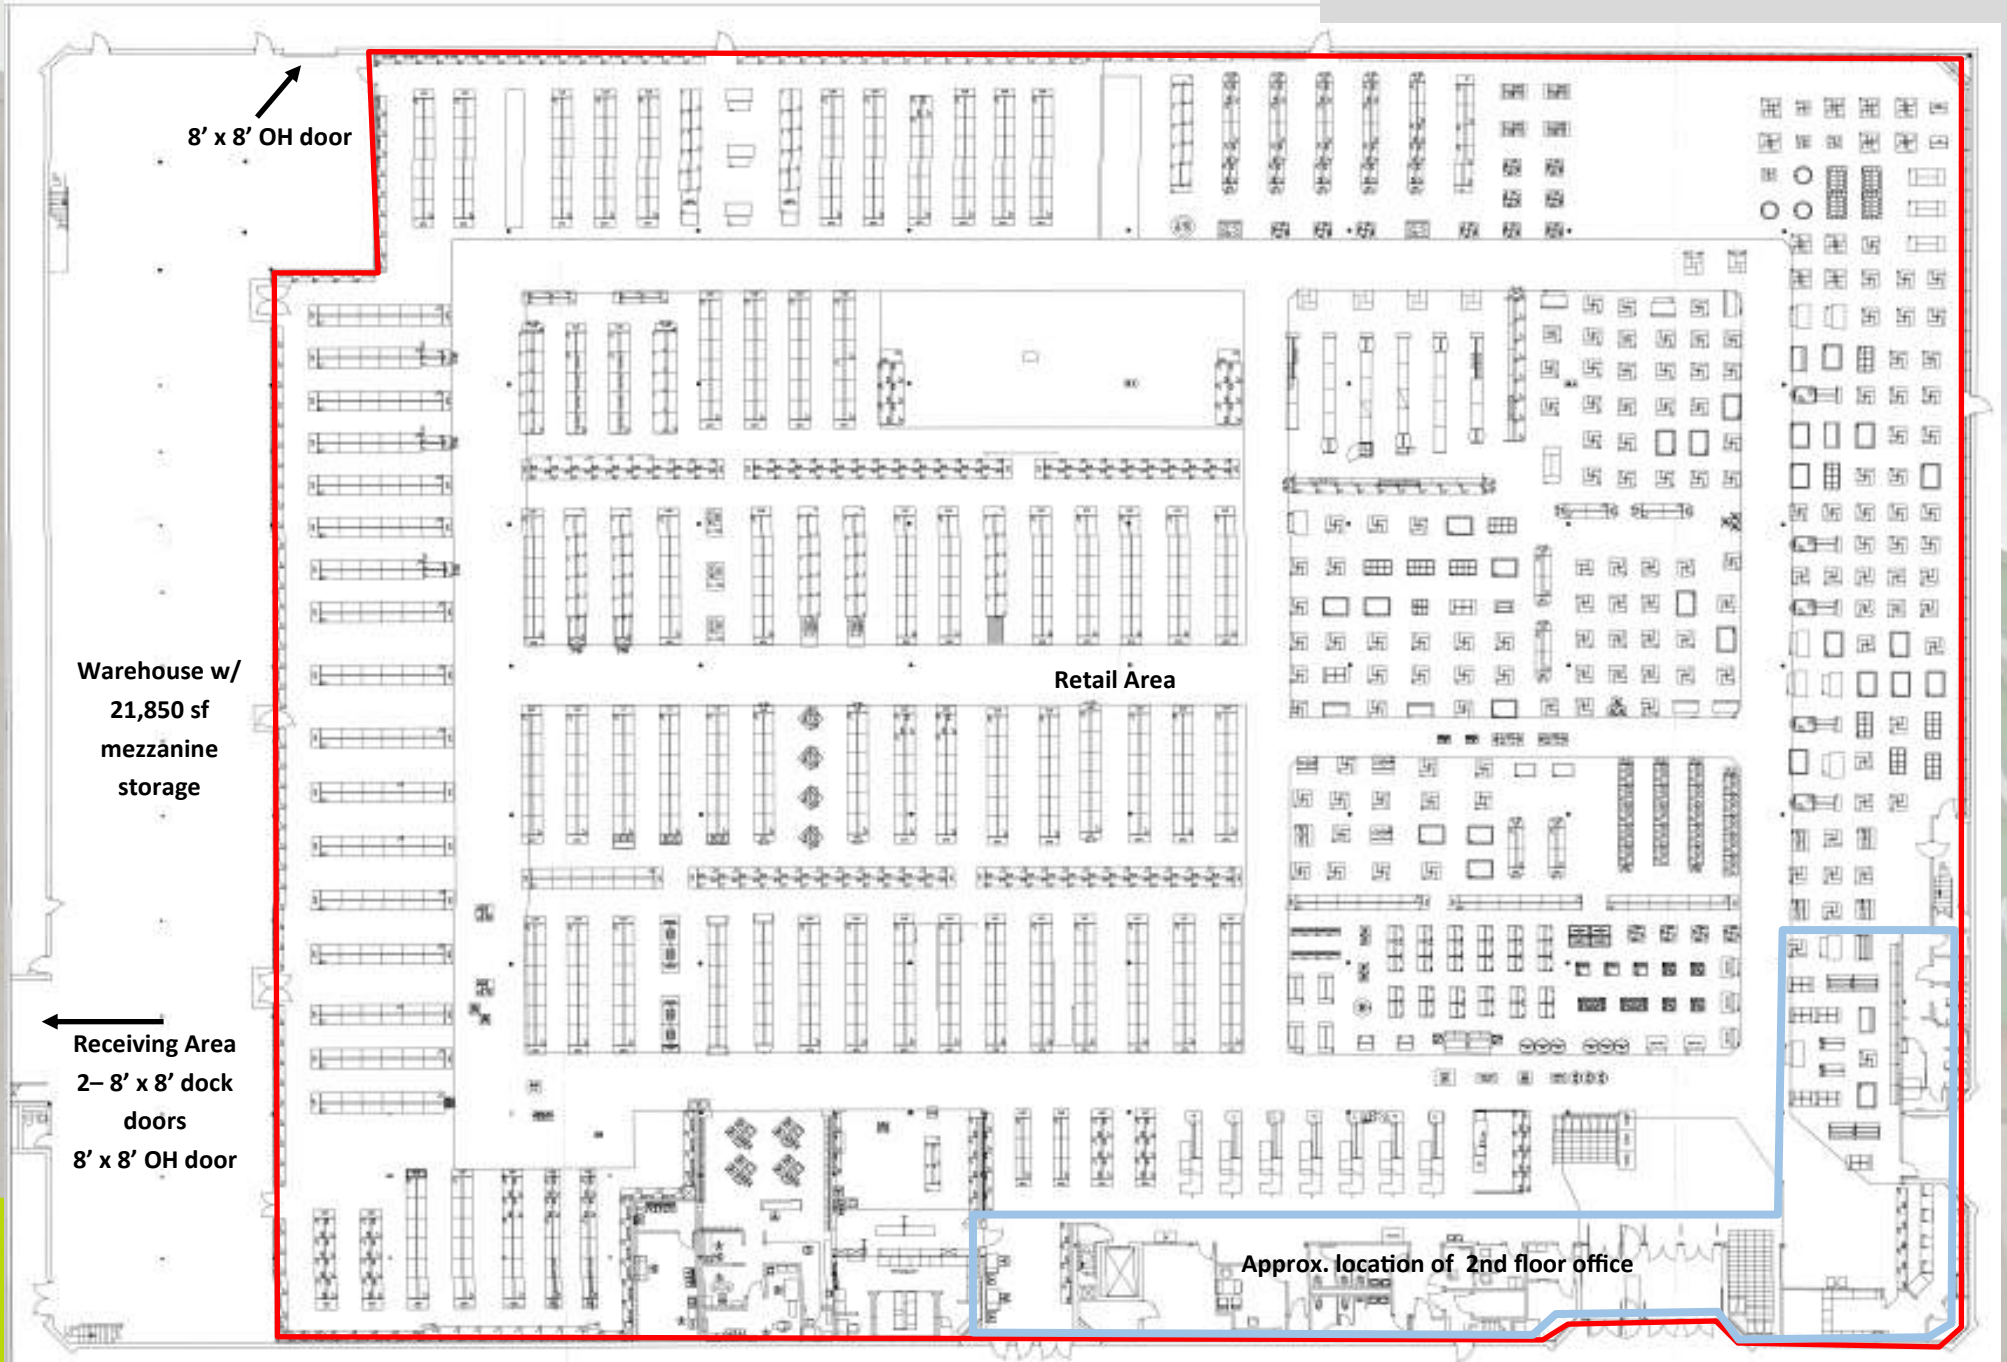 8’ x 8’ OH door
Warehouse w/
21,850 sf
mezzanine
storage
Retail Area
Receiving Area
2– 8’ x 8’ dock
doors
8’ x 8’ OH door
Approx. location of 2nd floor office